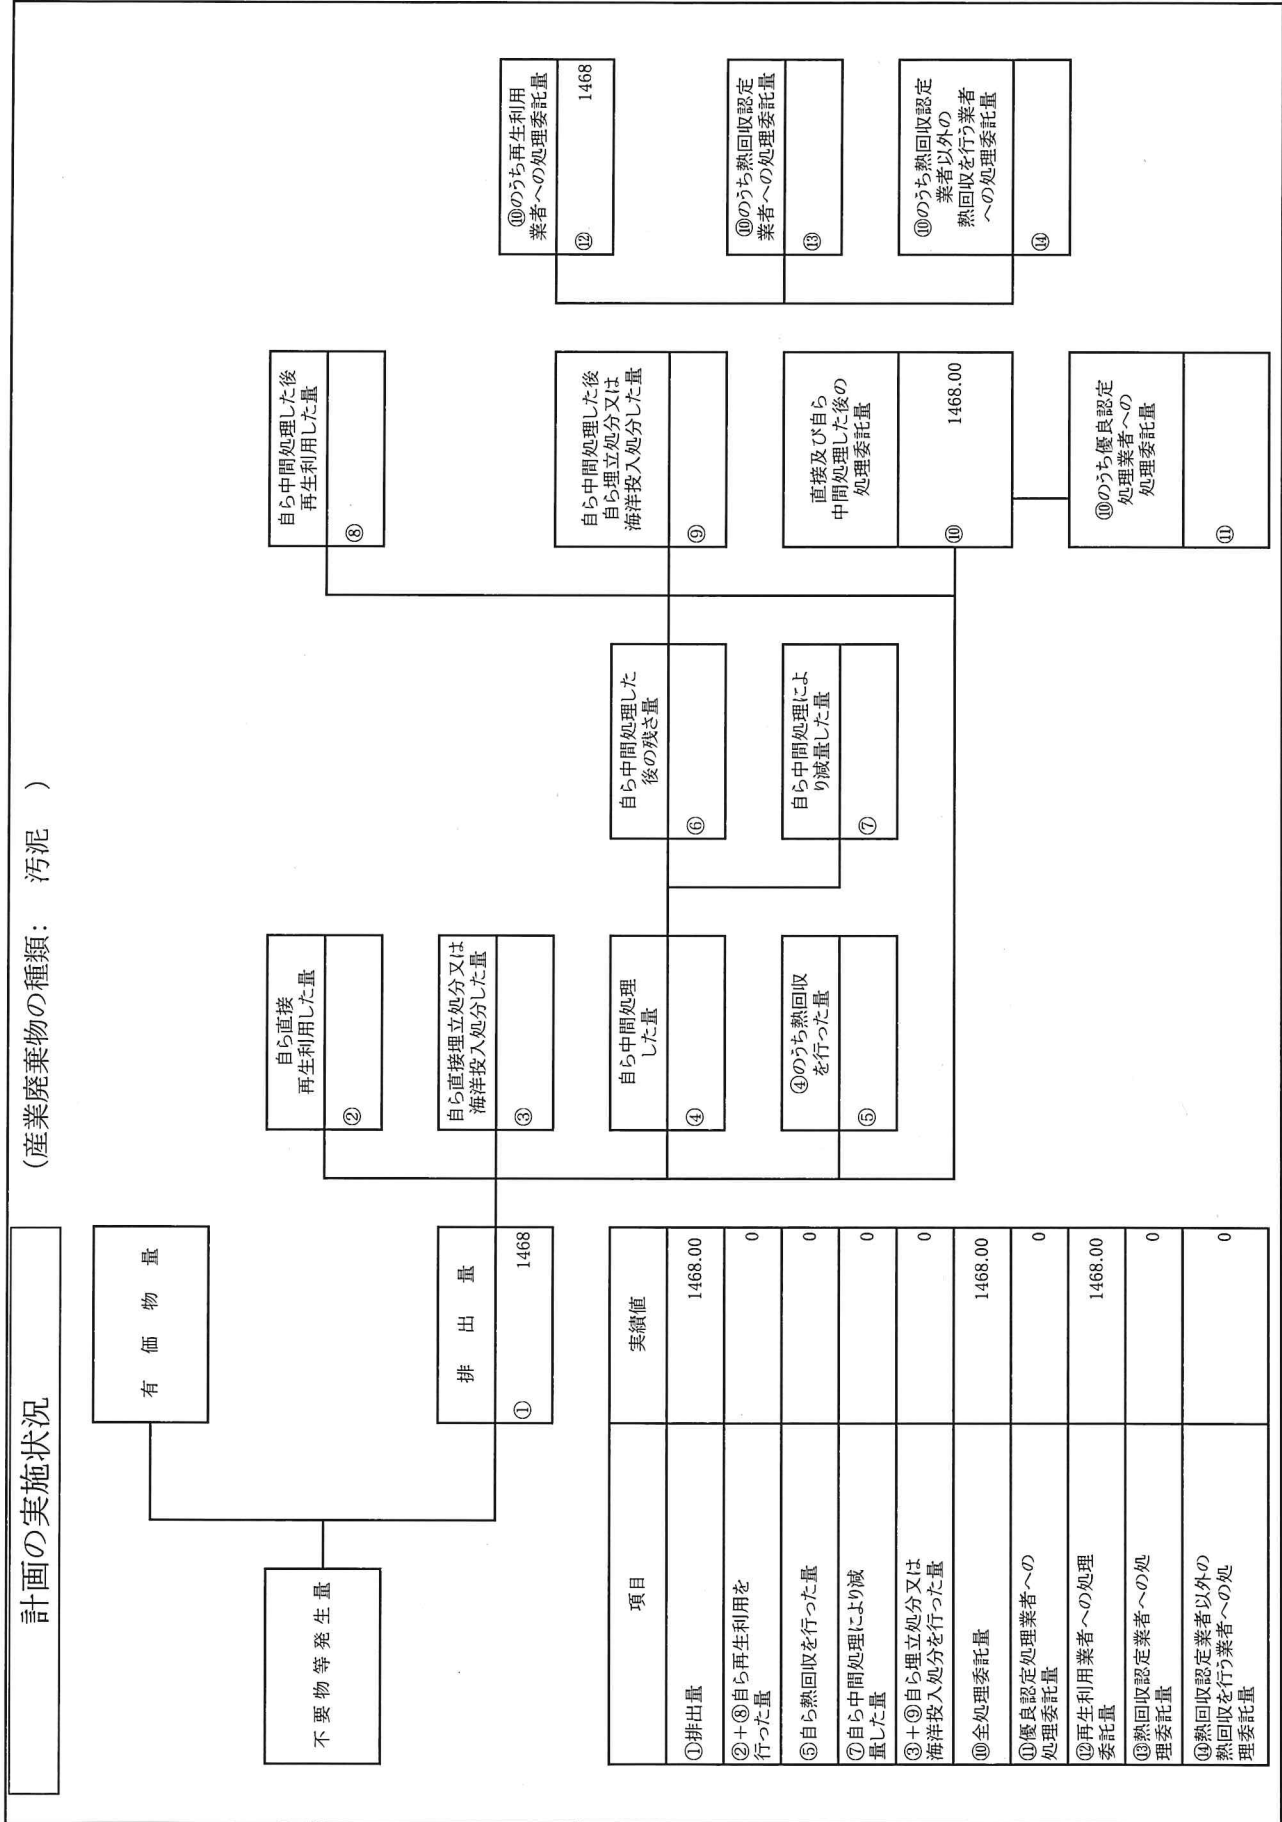 計画の実施状況
(産業廃棄物の種類： 汚泥 )
不要物等発生量
有価物量
排出量
① 1468
自ら直接
再生利用した量
②
自ら直接埋立処分又は
海洋投入処分した量
③
自ら中間処理
した量
④
④のうち熱回収
を行った量
⑤
自ら中間処理した
後の残さ量
⑥
自ら中間処理によ
り減量した量
⑦
自ら中間処理した後
再生利用した量
⑧
自ら中間処理した後
自ら埋立処分又は
海洋投入処分した量
⑨
直接及び自ら
中間処理した後の
処理委託量
⑩ 1468.00
⑩のうち優良認定
処理業者への
処理委託量
⑪
⑩のうち再生利用
業者への処理委託量
⑫ 1468
⑩のうち熱回収認定
業者への処理委託量
⑬
⑩のうち熱回収認定
業者以外の
熱回収を行う業者
への処理委託量
⑭
項目 実績値
①排出量 1468.00
②＋⑧自ら再生利用を
行った量 0
⑤自ら熱回収を行った量 0
⑦自ら中間処理により減
量した量 0
③＋⑨自ら埋立処分又は
海洋投入処分を行った量 0
⑩全処理委託量 1468.00
⑪優良認定処理業者への
処理委託量 0
⑫再生利用業者への処理
委託量 1468.00
⑬熱回収認定業者への処
理委託量 0
⑭熱回収認定業者以外の
熱回収を行う業者への処
理委託量 0